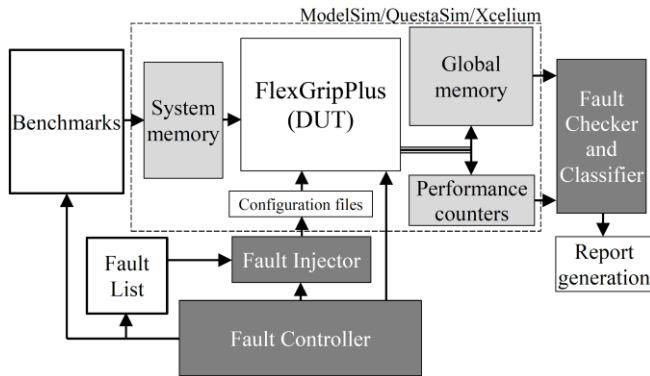 ModelSim/QuestaSim/Xcelium
Benchmarks
System
memory
FlexGripPlus
(DUT)
Global
memory
Fault
Checker
and
Classifier
Configuration files
Performance
counters
Fault
List
Fault Injector
Report
generation
Fault Controller